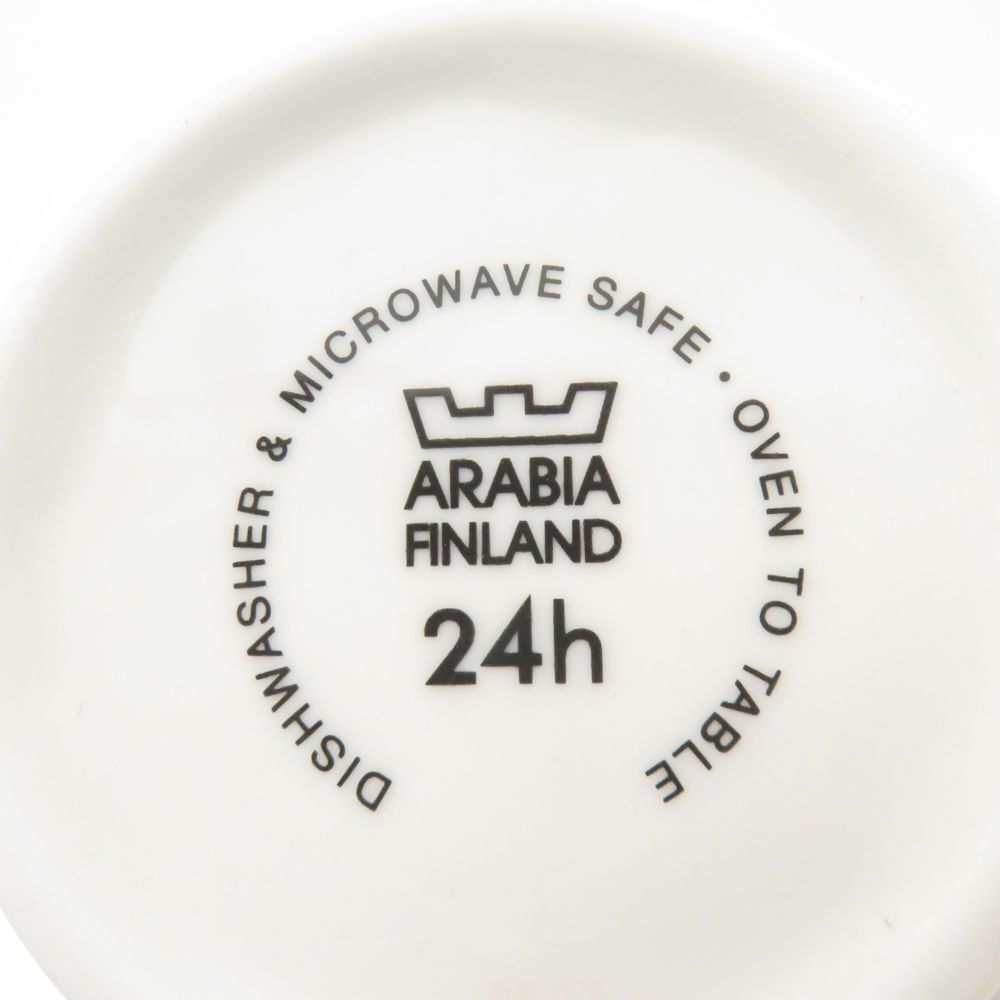 DISHWASHER & MICROWAVE SAFE • OVEN TO TABLE
ARABIA
FINLAND
24h